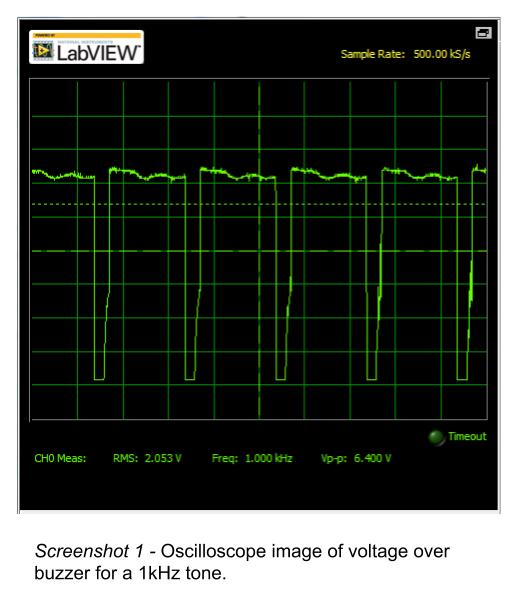 POWERED BY
NATIONAL INSTRUMENTS
LabVIEW™
Sample Rate: 500.00 kS/s
Timeout
CH0 Meas: RMS: 2.053 V Freq: 1.000 kHz Vp-p: 6.400 V
Screenshot 1 - Oscilloscope image of voltage over
buzzer for a 1kHz tone.